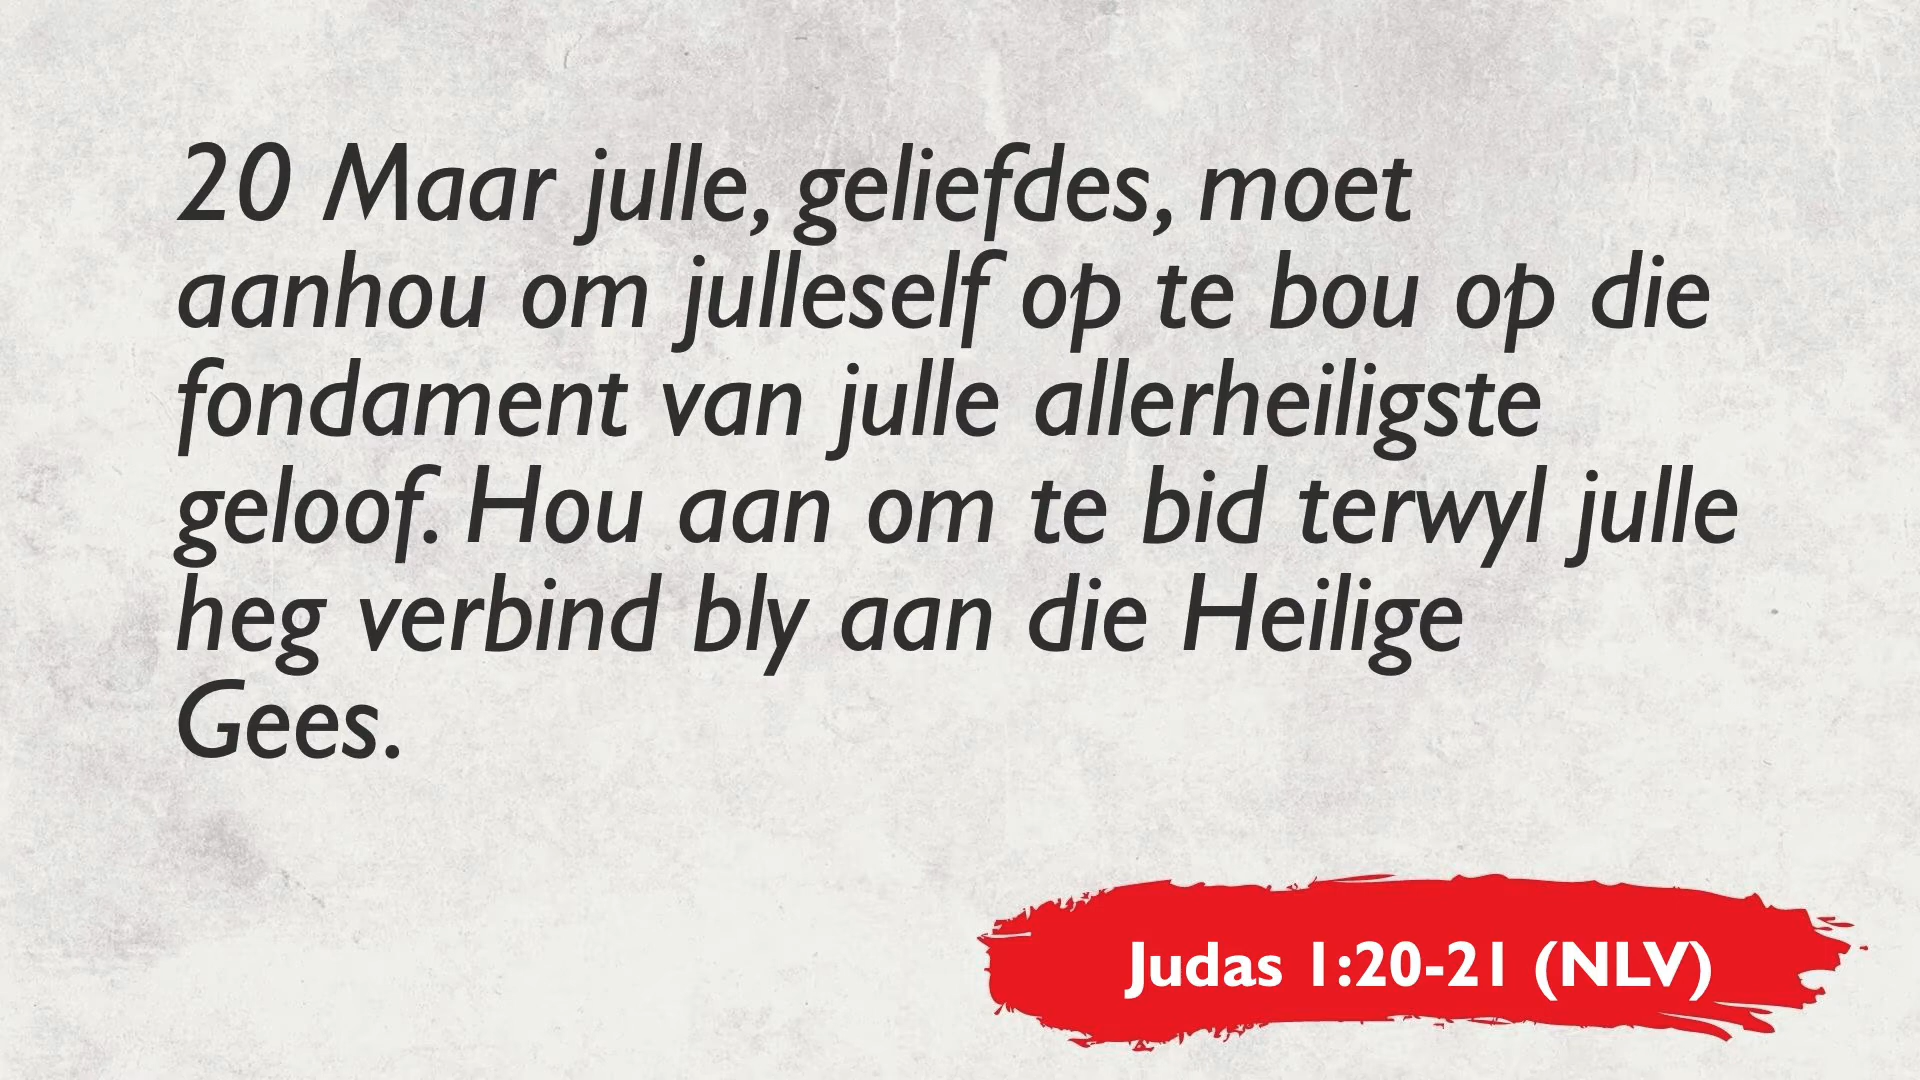 20 Maar julle, geliefdes, moet
aanhou om julleself op te bou op die
fondament van julle allerheiligste
geloof. Hou aan om te bid terwyl julle
heg verbind bly aan die Heilige
Gees.
Judas 1:20-21 (NLV)